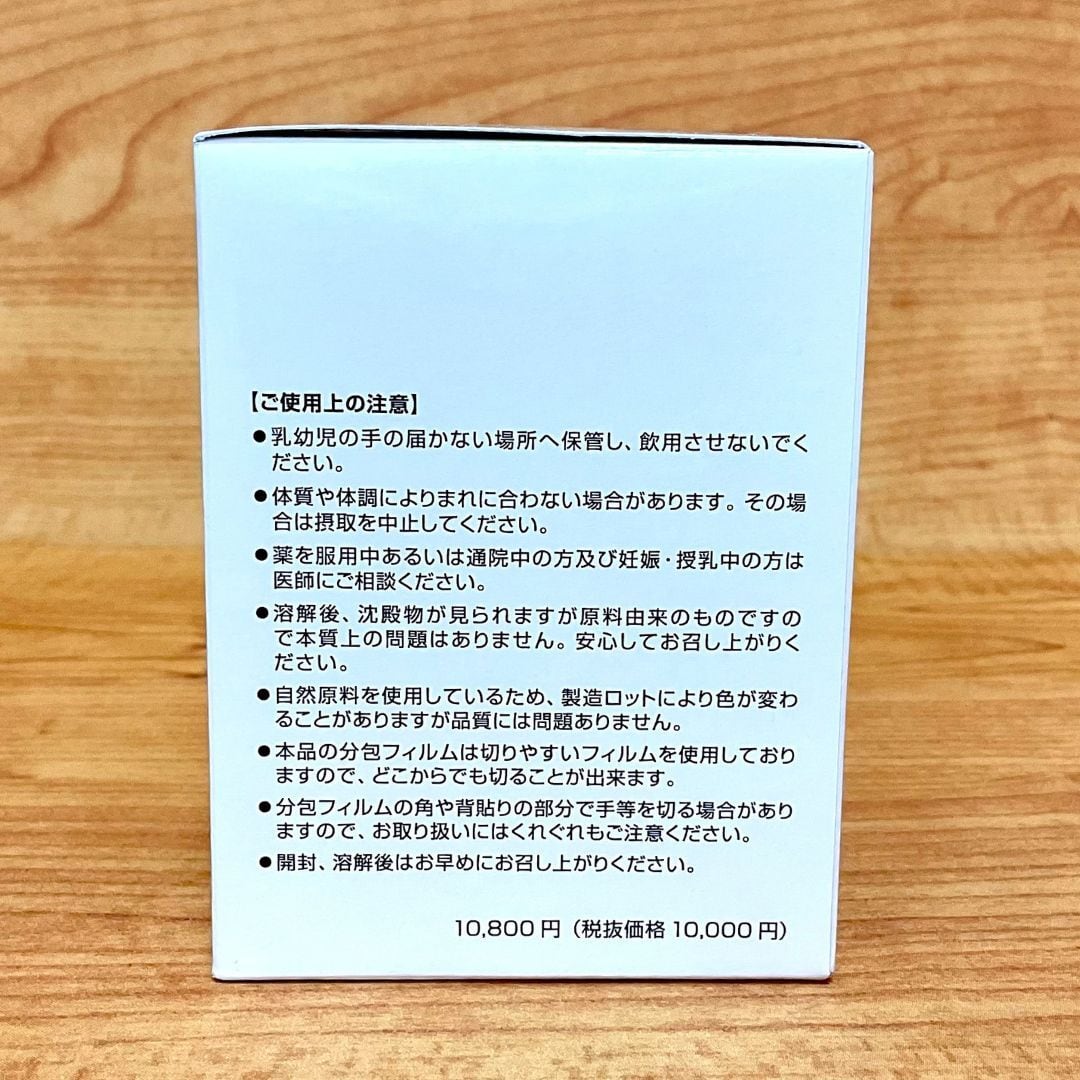 【ご使用上の注意】
●乳幼児の手の届かない場所へ保管し、飲用させないでく
ださい。
●体質や体調によりまれに合わない場合があります。その場
合は摂取を中止してください。
●薬を服用中あるいは通院中の方及び妊娠・授乳中の方は
医師にご相談ください。
●溶解後、沈殿物が見られますが原料由来のものですの
で本質上の問題はありません。安心してお召し上がりく
ださい。
●自然原料を使用しているため、製造ロットにより色が変わ
ることがありますが品質には問題ありません。
●本品の分包フィルムは切りやすいフィルムを使用しており
ますので、どこからでも切ることが出来ます。
●分包フィルムの角や背貼りの部分で手等を切る場合があり
ますので、お取り扱いにはくれぐれもご注意ください。
●開封、溶解後はお早めにお召し上がりください。
10,800円（税抜価格10,000円）